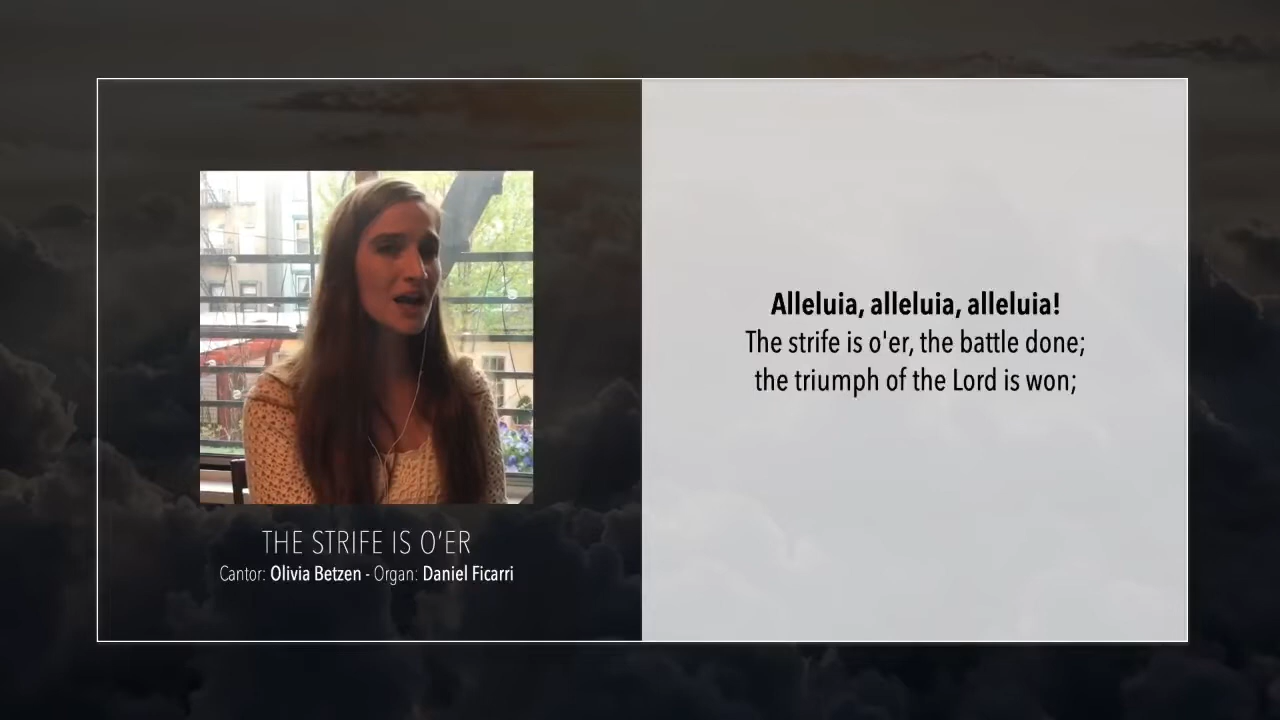 THE STRIFE IS O'ER
Cantor: Olivia Betzen - Organ: Daniel Ficarri
Alleluia, alleluia, alleluia!
The strife is o'er, the battle done;
the triumph of the Lord is won;